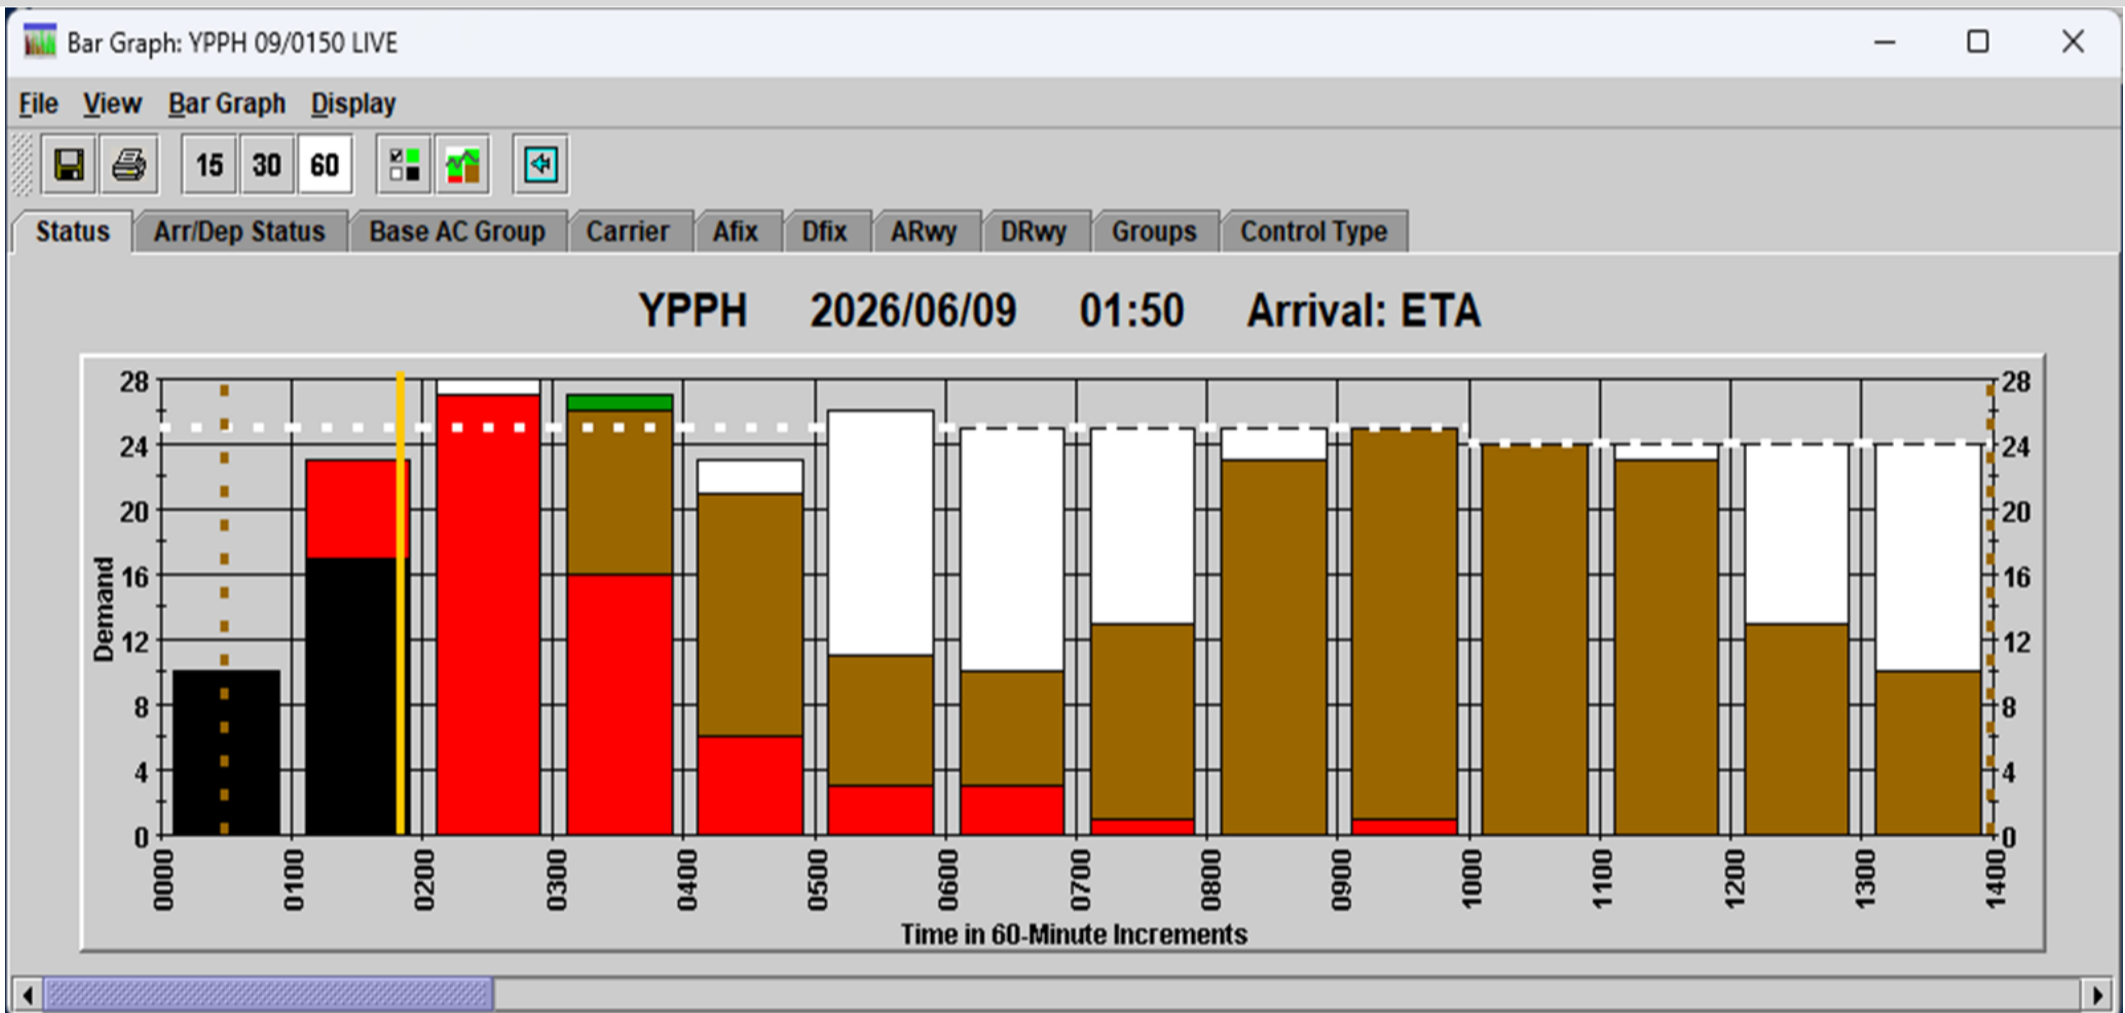 Bar Graph: YPPH 09/0150 LIVE
File View Bar Graph Display
15 30 60
Status Arr/Dep Status Base AC Group Carrier Afix Dfix ARwy DRwy Groups Control Type
YPPH 2026/06/09 01:50 Arrival: ETA
28 28
24 24
20 20
16 16
Demand
12 12
8 8
4 4
0 0
0000 0100 0200 0300 0400 0500 0600 0700 0800 0900 1000 1100 1200 1300 1400
Time in 60-Minute Increments